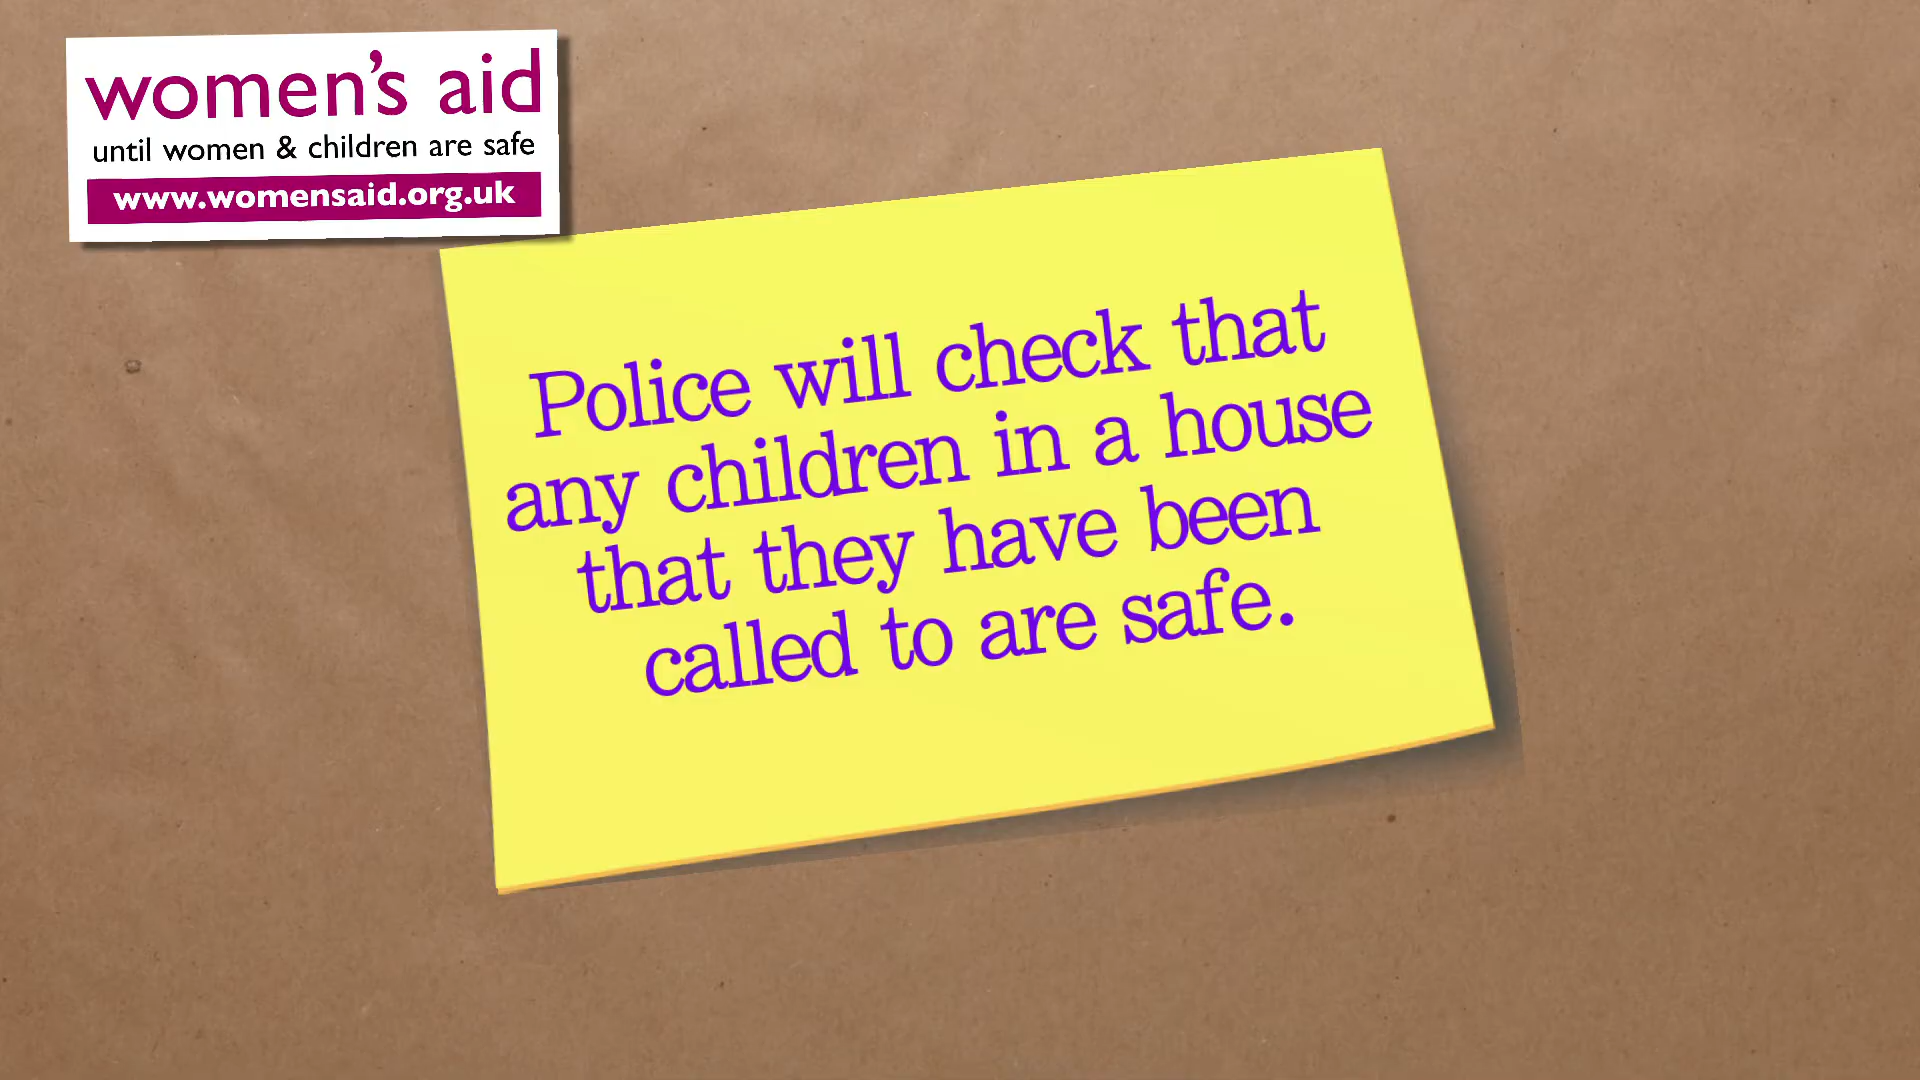 women's aid
until women & children are safe
www.womensaid.org.uk
Police will check that
any children in a house
that they have been
called to are safe.